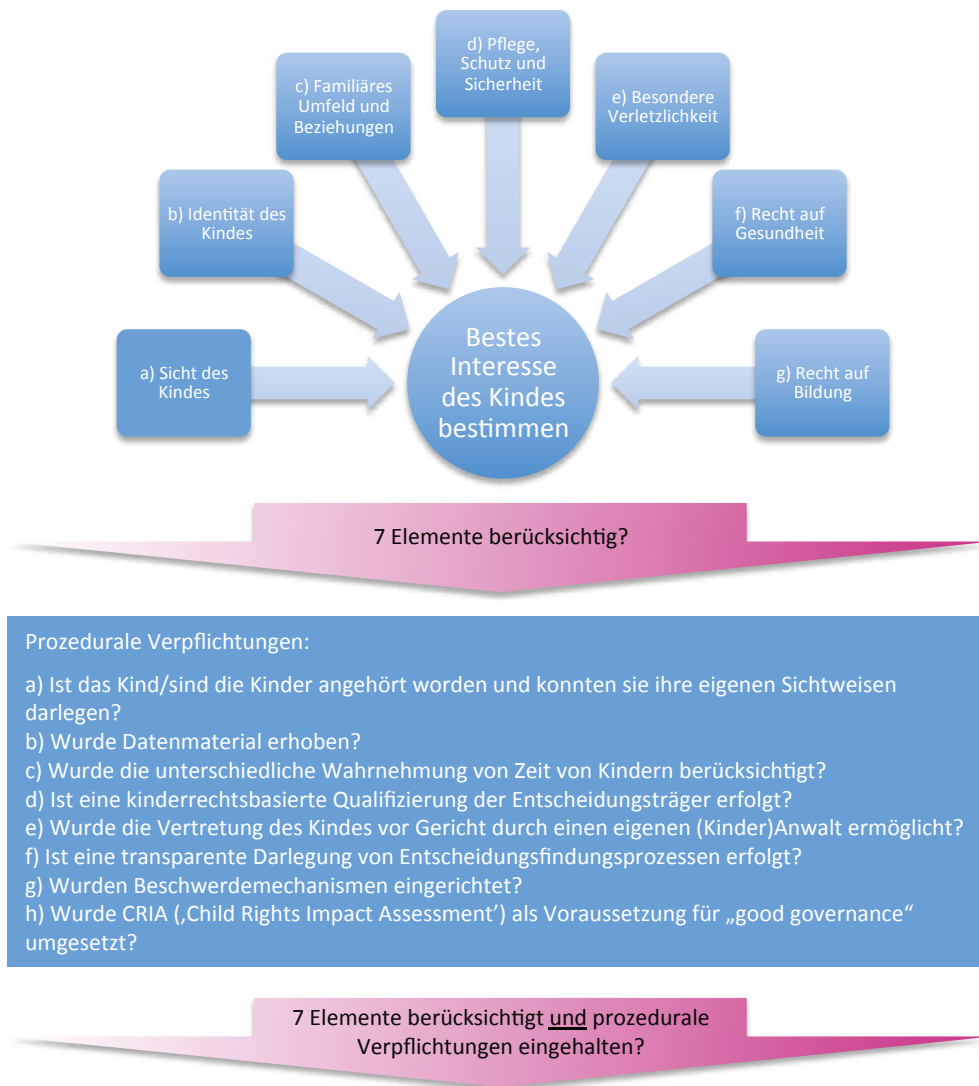 a) Sicht des
Kindes
b) Identität des
Kindes
c) Familiäres
Umfeld und
Beziehungen
d) Pflege,
Schutz und
Sicherheit
e) Besondere
Verletzlichkeit
f) Recht auf
Gesundheit
g) Recht auf
Bildung
Bestes
Interesse
des Kindes
bestimmen
7 Elemente berücksichtig?
Prozedurale Verpflichtungen:
a) Ist das Kind/sind die Kinder angehört worden und konnten sie ihre eigenen Sichtweisen
darlegen?
b) Wurde Datenmaterial erhoben?
c) Wurde die unterschiedliche Wahrnehmung von Zeit von Kindern berücksichtigt?
d) Ist eine kinderrechtsbasierte Qualifizierung der Entscheidungsträger erfolgt?
e) Wurde die Vertretung des Kindes vor Gericht durch einen eigenen (Kinder)Anwalt ermöglicht?
f) Ist eine transparente Darlegung von Entscheidungsfindungsprozessen erfolgt?
g) Wurden Beschwerdemechanismen eingerichtet?
h) Wurde CRIA (‚Child Rights Impact Assessment’) als Voraussetzung für „good governance“
umgesetzt?
7 Elemente berücksichtigt und prozedurale
Verpflichtungen eingehalten?